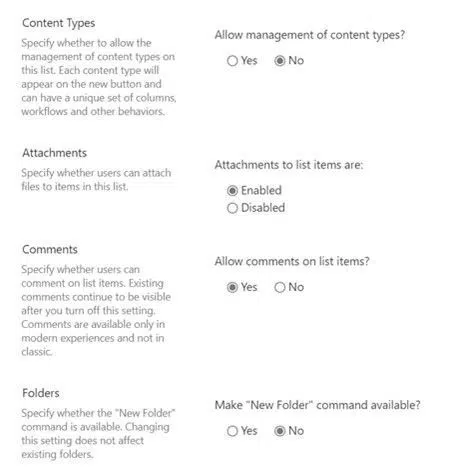 Content Types
Specify whether to allow the
management of content types on
this list. Each content type will
appear on the new button and
can have a unique set of columns,
workflows and other behaviors.
Allow management of content types?
Yes No
Attachments
Specify whether users can attach
files to items in this list.
Attachments to list items are:
Enabled
Disabled
Comments
Specify whether users can
comment on list items. Existing
comments continue to be visible
after you turn off this setting.
Comments are available only in
modern experiences and not in
classic.
Allow comments on list items?
Yes No
Folders
Specify whether the "New Folder"
command is available. Changing
this setting does not affect
existing folders.
Make "New Folder" command available?
Yes No